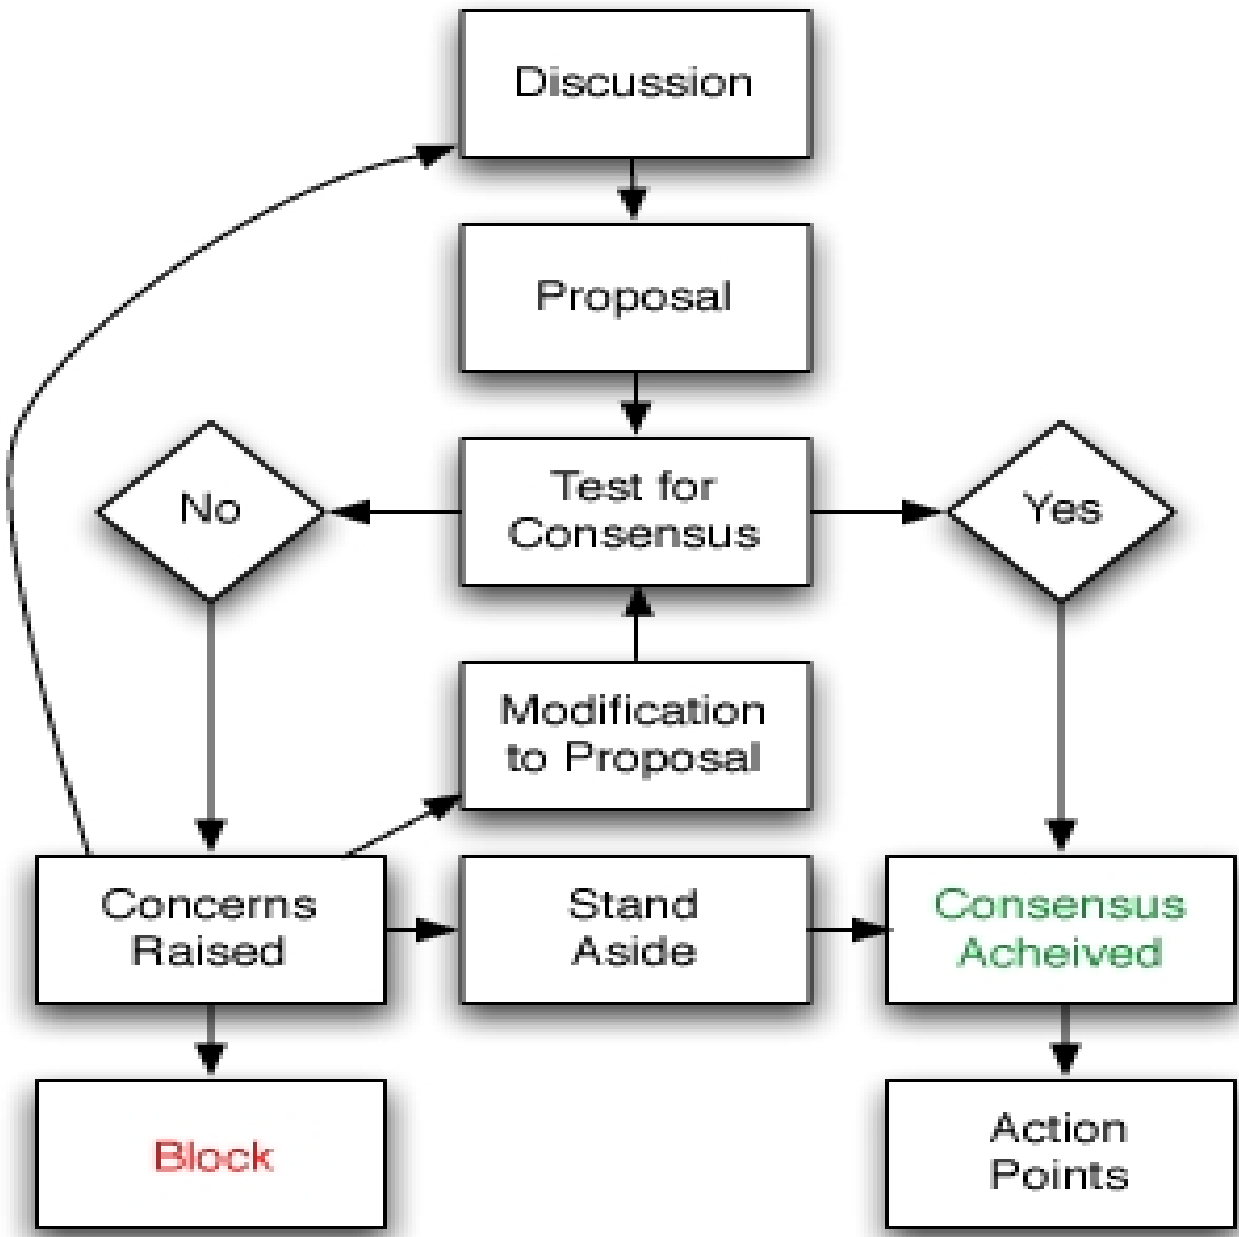 Discussion
Proposal
No
Test for
Consensus
Yes
Modification
to Proposal
Concerns
Raised
Stand
Aside
Consensus
Acheived
Block
Action
Points